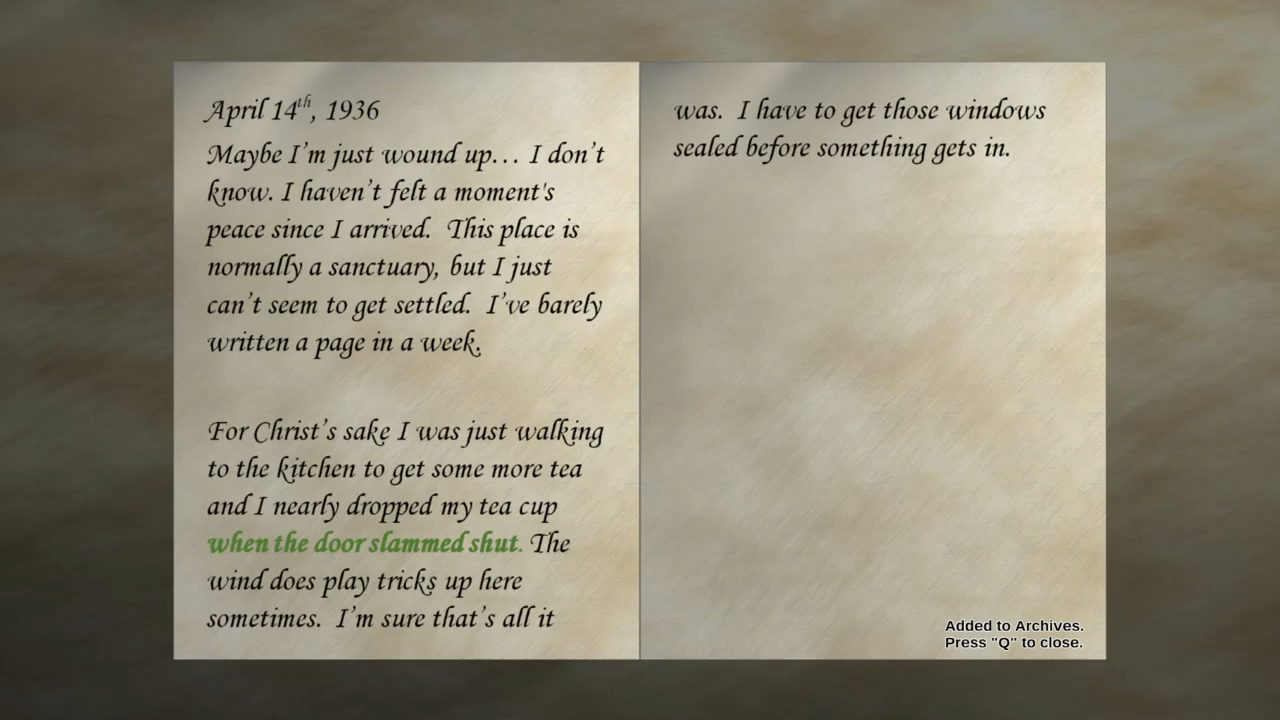 April 14th, 1936
Maybe I’m just wound up… I don’t
know. I haven’t felt a moment's
peace since I arrived.  This place is
normally a sanctuary, but I just
can’t seem to get settled.  I’ve barely
written a page in a week.
For Christ’s sake I was just walking
to the kitchen to get some more tea
and I nearly dropped my tea cup
when the door slammed shut. The
wind does play tricks up here
sometimes.  I’m sure that’s all it
was.  I have to get those windows
sealed before something gets in.
Added to Archives.
Press "Q" to close.